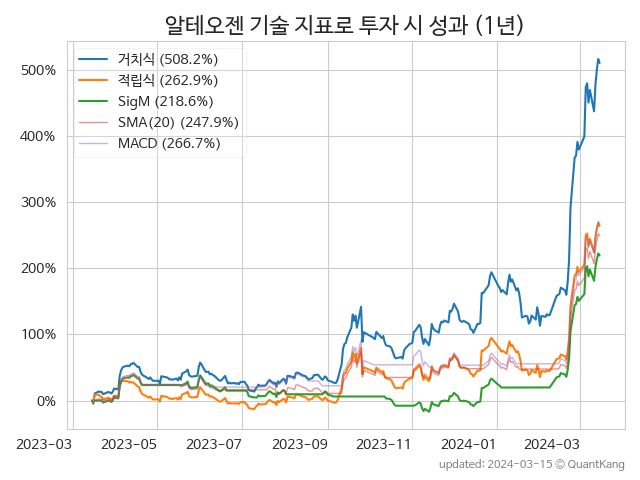 알테오젠 기술 지표로 투자 시 성과 (1년)
거치식 (508.2%)
적립식 (262.9%)
SigM (218.6%)
SMA(20) (247.9%)
MACD (266.7%)
500%
400%
300%
200%
100%
0%
2023-03 2023-05 2023-07 2023-09 2023-11 2024-01 2024-03
updated: 2024-03-15 ⓒ QuantKang